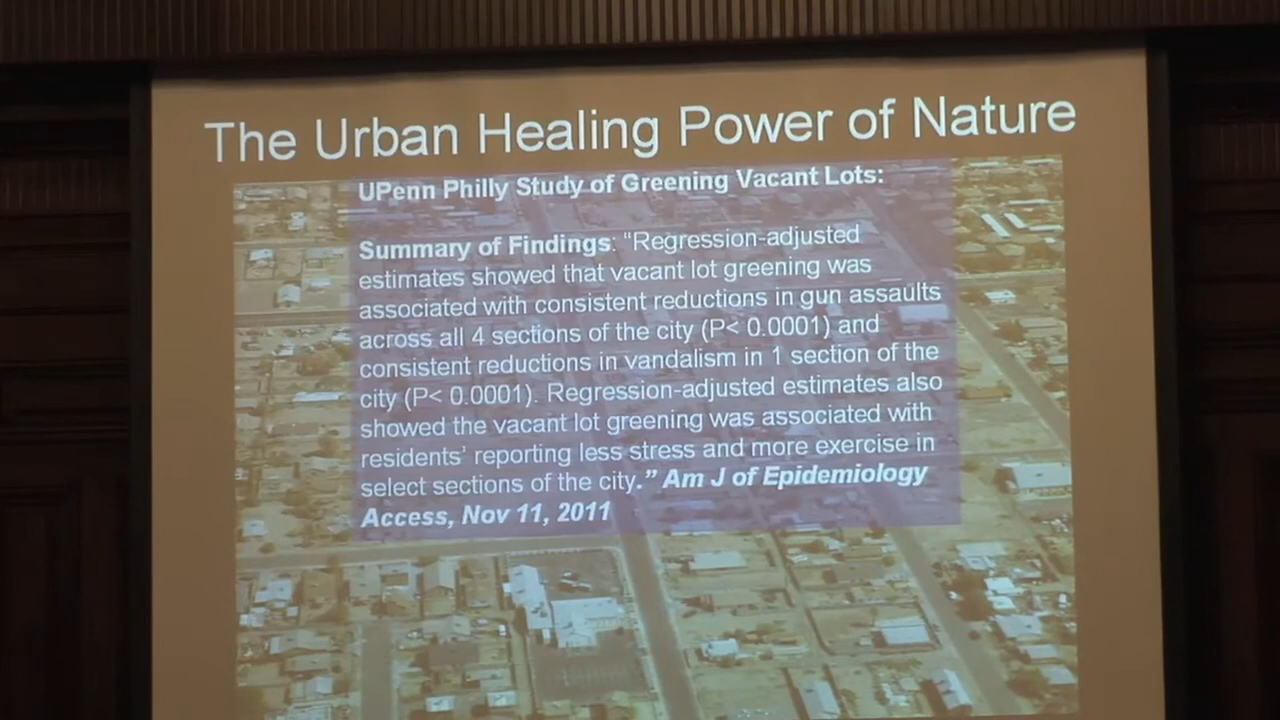 The Urban Healing Power of Nature
UPenn Philly Study of Greening Vacant Lots:
Summary of Findings: “Regression-adjusted
estimates showed that vacant lot greening was
associated with consistent reductions in gun assaults
across all 4 sections of the city (P< 0.0001) and
consistent reductions in vandalism in 1 section of the
city (P< 0.0001). Regression-adjusted estimates also
showed the vacant lot greening was associated with
residents’ reporting less stress and more exercise in
select sections of the city.” Am J of Epidemiology
Access, Nov 11, 2011